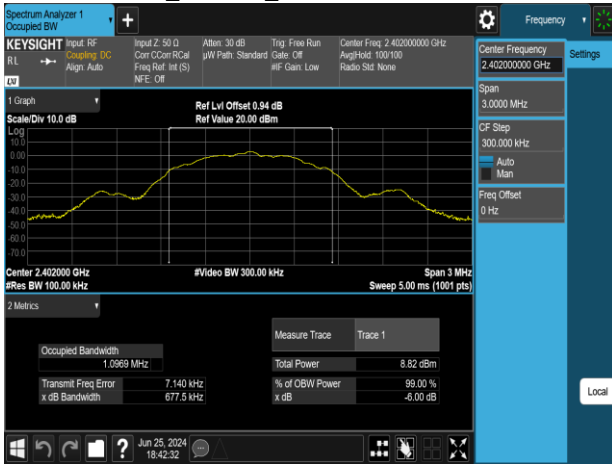 Spectrum Analyzer 1
Occupied BW
Frequency
KEYSIGHT
R L
LXI
Input: RF
Coupling: DC
Align: Auto
Input Z: 50 Ω
Corr CCorr RCal
Freq Ref: Int (S)
NFE: Off
Atten: 30 dB
µW Path: Standard
Trig: Free Run
Gate: Off
#IF Gain: Low
Center Freq: 2.402000000 GHz
Avg|Hold: 100/100
Radio Std: None
Center Frequency
2.402000000 GHz
Settings
Span
3.0000 MHz
CF Step
300.000 kHz
Auto
Man
Freq Offset
0 Hz
Local
1 Graph
Scale/Div 10.0 dB
Ref Lvl Offset 0.94 dB
Ref Value 20.00 dBm
Log
10.0
0.00
-10.0
-20.0
-30.0
-40.0
-50.0
-60.0
-70.0
Center 2.402000 GHz
#Res BW 100.00 kHz
#Video BW 300.00 kHz
Span 3 MHz
Sweep 5.00 ms (1001 pts)
2 Metrics
Measure Trace Trace 1
Occupied Bandwidth
1.0969 MHz
Total Power 8.82 dBm
Transmit Freq Error 7.140 kHz
% of OBW Power 99.00 %
x dB Bandwidth 677.5 kHz
x dB -6.00 dB
Jun 25, 2024
18:42:32